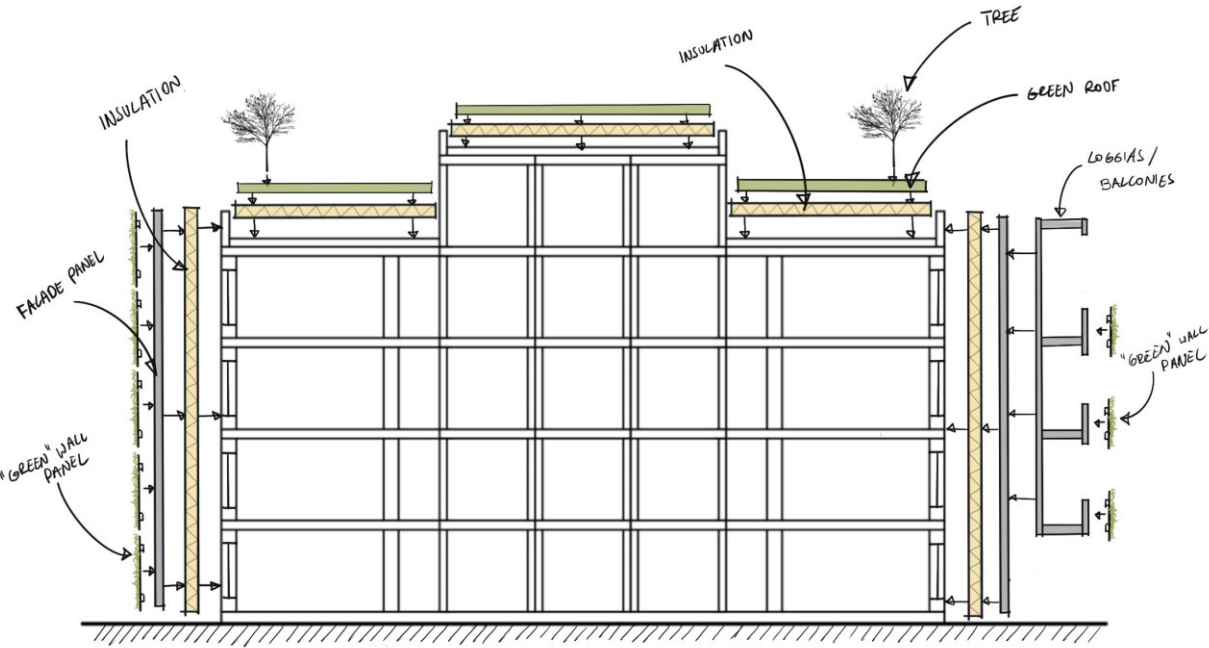 TREE
INSULATION
GREEN ROOF
INSULATION
LOGGIAS/
BALCONIES
FACADE PANEL
"GREEN" WALL
PANEL
"GREEN" WALL
PANEL